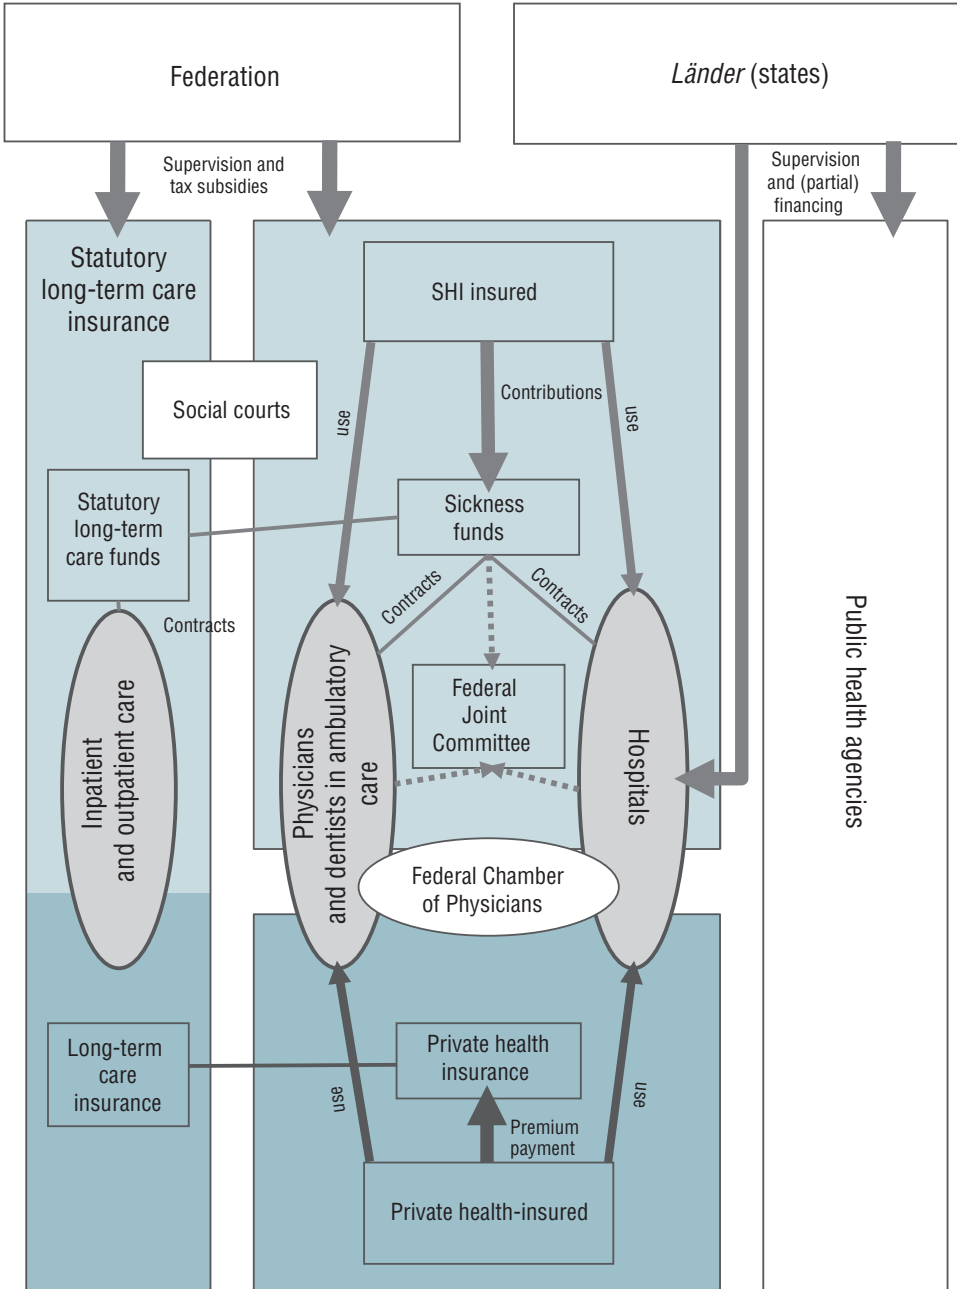 Federation
Länder (states)
Supervision and
tax subsidies
Supervision
and (partial)
financing
Statutory
long-term care
insurance
SHI insured
Social courts
use
Contributions
use
Statutory
long-term
care funds
Sickness
funds
Contracts
Contracts
Contracts
Inpatient
and outpatient care
Physicians
and dentists in ambulatory
care
Federal
Joint
Committee
Hospitals
Public health agencies
Federal Chamber
of Physicians
Long-term
care
insurance
Private health
insurance
use
use
Premium
payment
Private health-insured